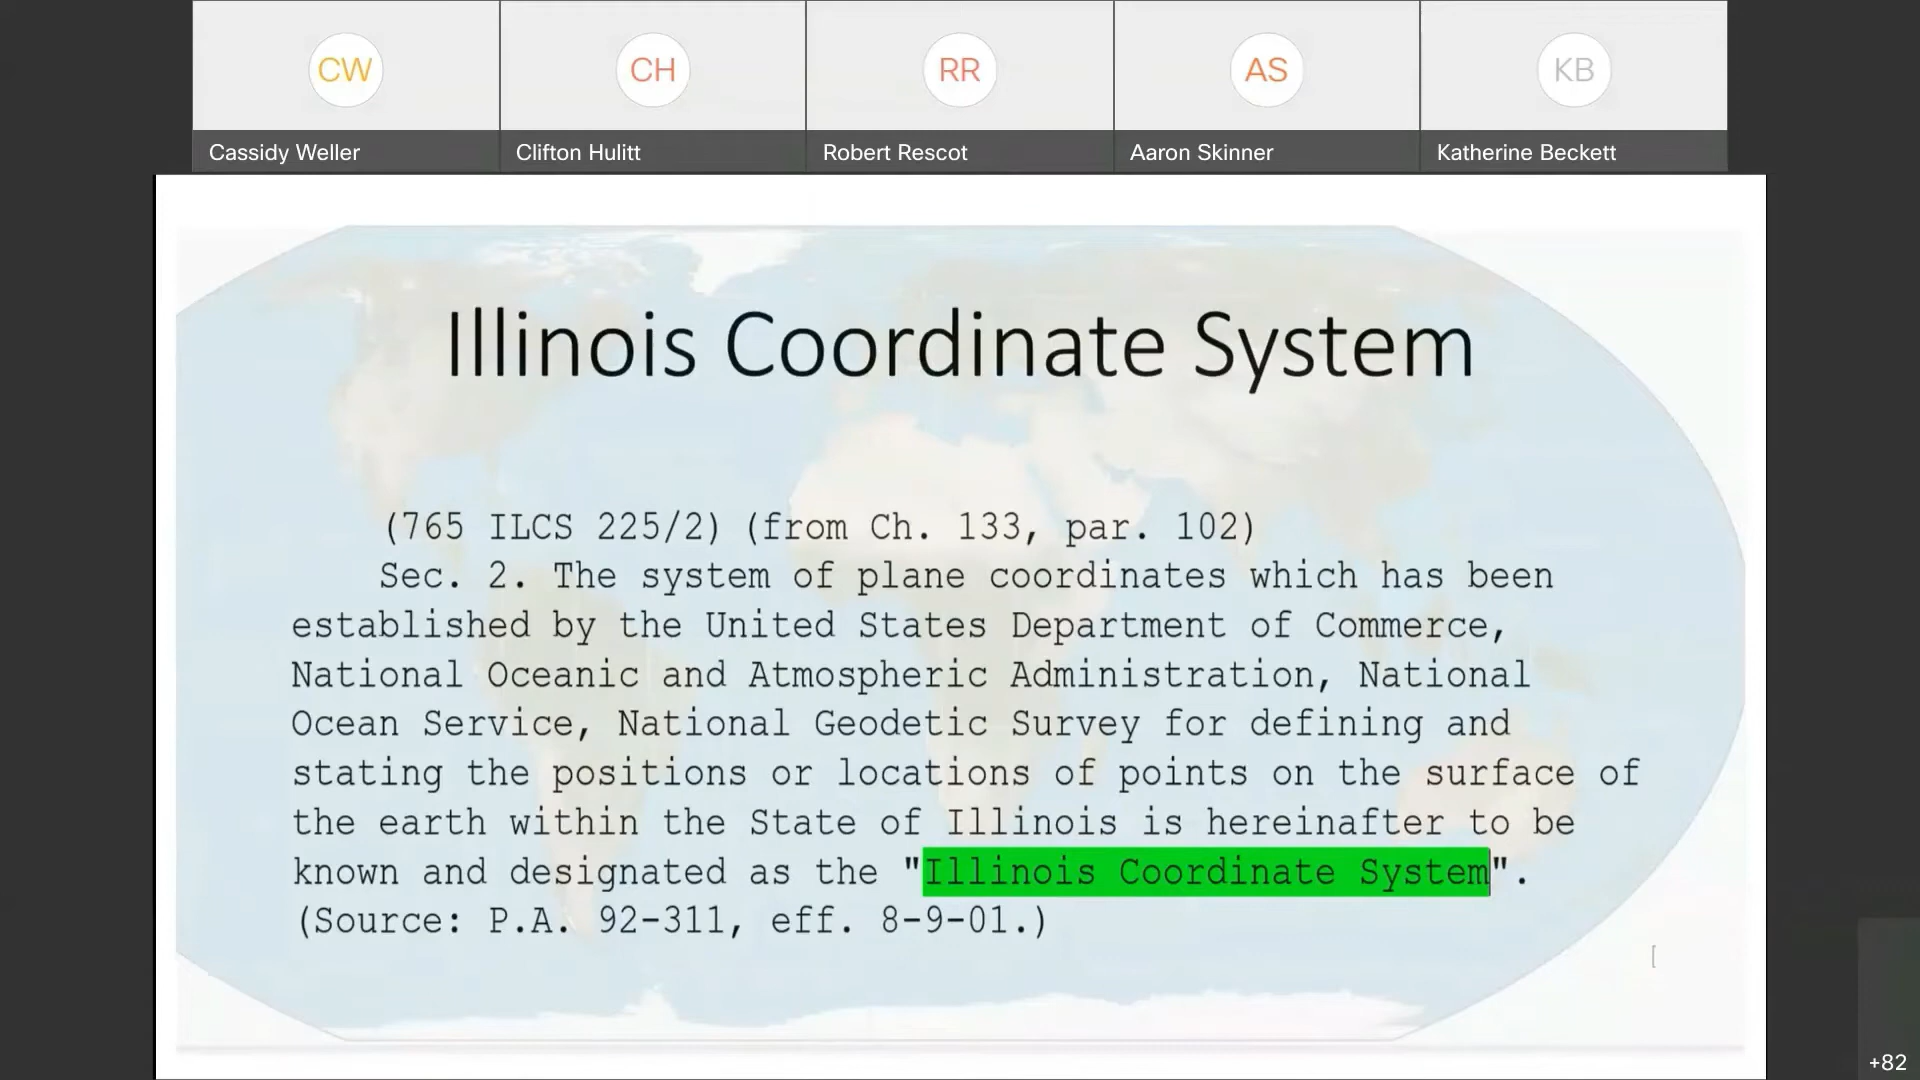 CW
CH
RR
AS
KB
Cassidy Weller
Clifton Hulitt
Robert Rescot
Aaron Skinner
Katherine Beckett
Illinois Coordinate System
(765 ILCS 225/2) (from Ch. 133, par. 102)
Sec. 2. The system of plane coordinates which has been
established by the United States Department of Commerce,
National Oceanic and Atmospheric Administration, National
Ocean Service, National Geodetic Survey for defining and
stating the positions or locations of points on the surface of
the earth within the State of Illinois is hereinafter to be
known and designated as the "Illinois Coordinate System".
(Source: P.A. 92-311, eff. 8-9-01.)
+82